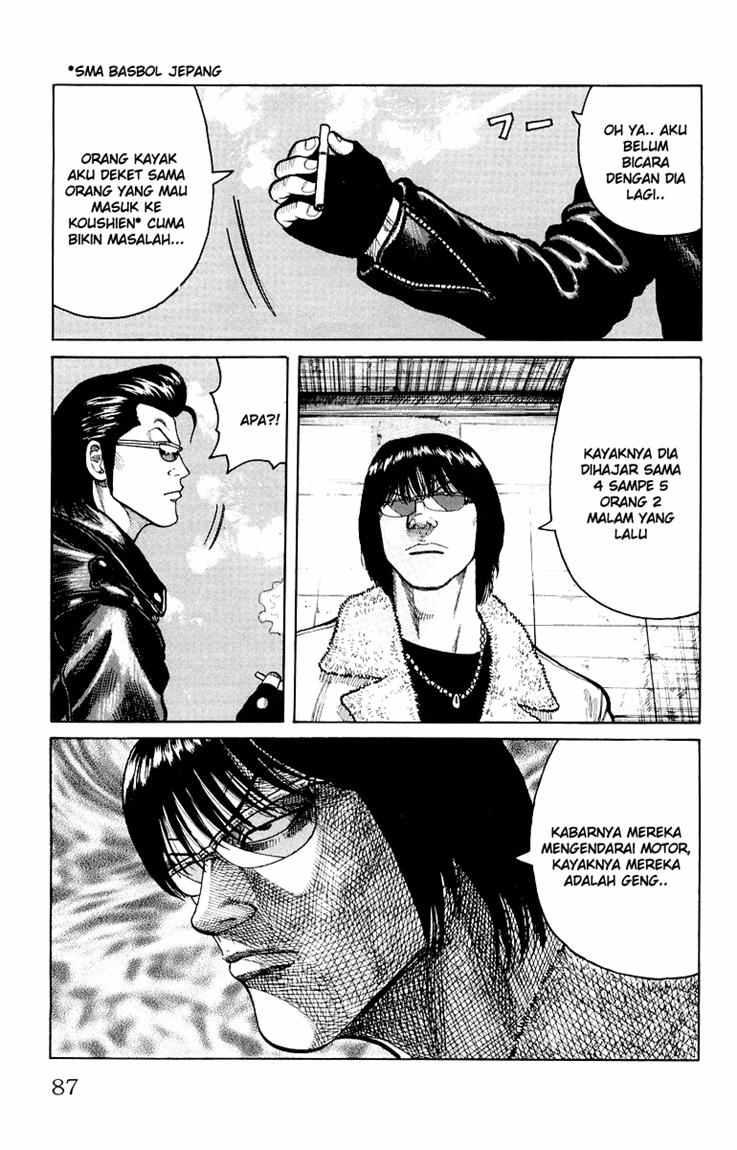 *SMA BASBOL JEPANG
OH YA.. AKU
BELUM
BICARA
DENGAN DIA
LAGI..
フー
ORANG KAYAK
AKU DEKET SAMA
ORANG YANG MAU
MASUK KE
KOUSHIEN* CUMA
BIKIN MASALAH...
KAYAKNYA DIA
DIHAJAR SAMA
4 SAMPE 5
ORANG 2
MALAM YANG
LALU
APA?!
KABARNYA MEREKA
MENGENDARAI MOTOR,
KAYAKNYA MEREKA
ADALAH GENG..
87